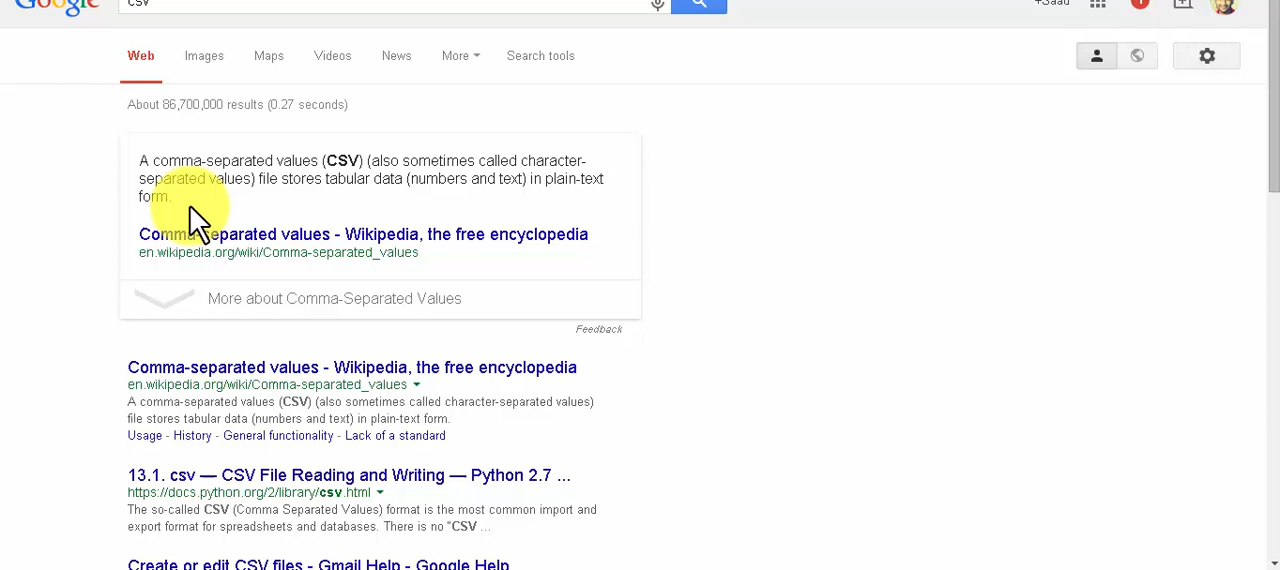 Google csv +Saad 1
Web Images Maps Videos News More Search tools
About 86,700,000 results (0.27 seconds)
A comma-separated values (CSV) (also sometimes called character-
separated values) file stores tabular data (numbers and text) in plain-text
form.
Comma-separated values - Wikipedia, the free encyclopedia
en.wikipedia.org/wiki/Comma-separated_values
More about Comma-Separated Values
Feedback
Comma-separated values - Wikipedia, the free encyclopedia
en.wikipedia.org/wiki/Comma-separated_values
A comma-separated values (CSV) (also sometimes called character-separated values)
file stores tabular data (numbers and text) in plain-text form.
Usage - History - General functionality - Lack of a standard
13.1. csv — CSV File Reading and Writing — Python 2.7 ...
https://docs.python.org/2/library/csv.html
The so-called CSV (Comma Separated Values) format is the most common import and
export format for spreadsheets and databases. There is no "CSV ...
Create or edit CSV files - Gmail Help - Google Help